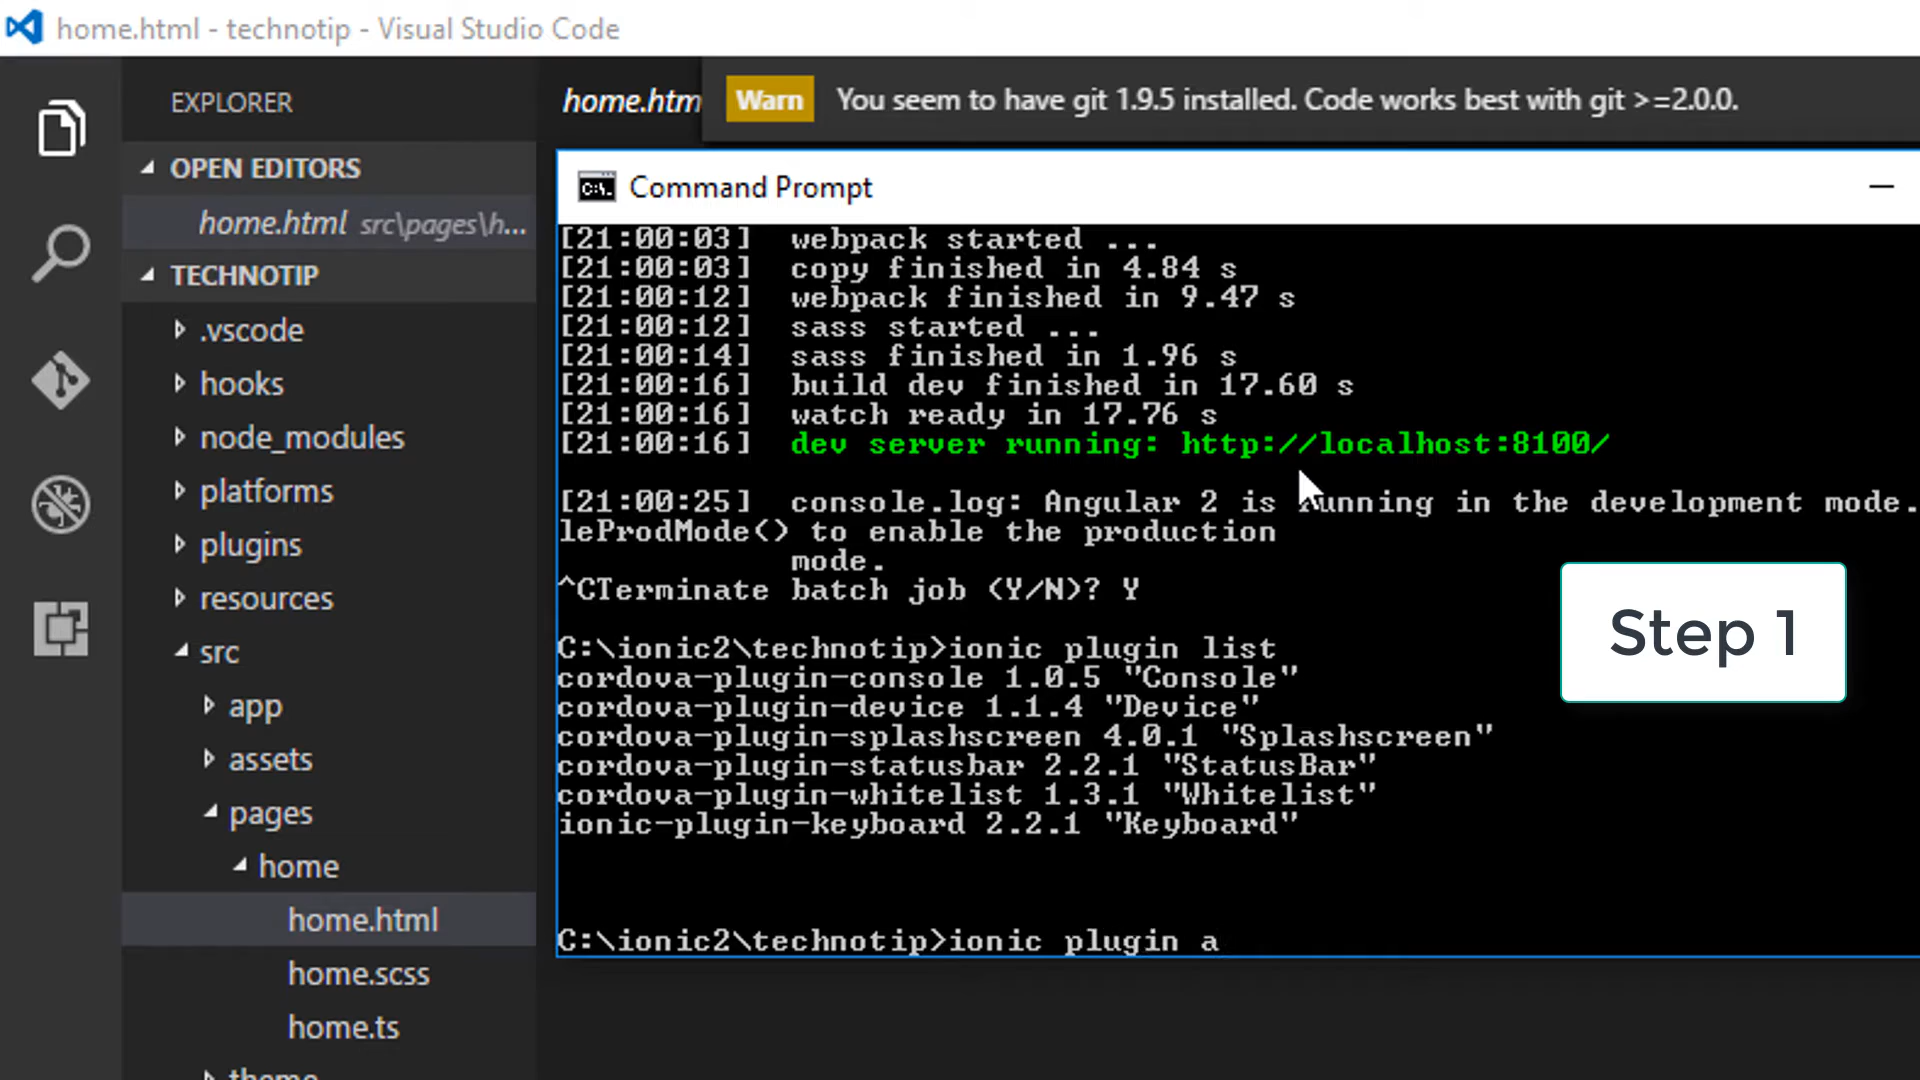 home.html - technotip - Visual Studio Code
EXPLORER
OPEN EDITORS
home.html src\pages\h...
TECHNOTIP
.vscode
hooks
node_modules
platforms
plugins
resources
src
app
assets
pages
home
home.html
home.scss
home.ts
theme
home.htm
Warn You seem to have git 1.9.5 installed. Code works best with git >=2.0.0.
Command Prompt
[21:00:03] webpack started ...
[21:00:03] copy finished in 4.84 s
[21:00:12] webpack finished in 9.47 s
[21:00:12] sass started ...
[21:00:14] sass finished in 1.96 s
[21:00:16] build dev finished in 17.60 s
[21:00:16] watch ready in 17.76 s
[21:00:16] dev server running: http://localhost:8100/
[21:00:25] console.log: Angular 2 is running in the development mode.
leProdMode() to enable the production
mode.
^CTerminate batch job (Y/N)? Y
C:\ionic2\technotip>ionic plugin list
cordova-plugin-console 1.0.5 "Console"
cordova-plugin-device 1.1.4 "Device"
cordova-plugin-splashscreen 4.0.1 "Splashscreen"
cordova-plugin-statusbar 2.2.1 "StatusBar"
cordova-plugin-whitelist 1.3.1 "Whitelist"
ionic-plugin-keyboard 2.2.1 "Keyboard"
C:\ionic2\technotip>ionic plugin a
Step 1